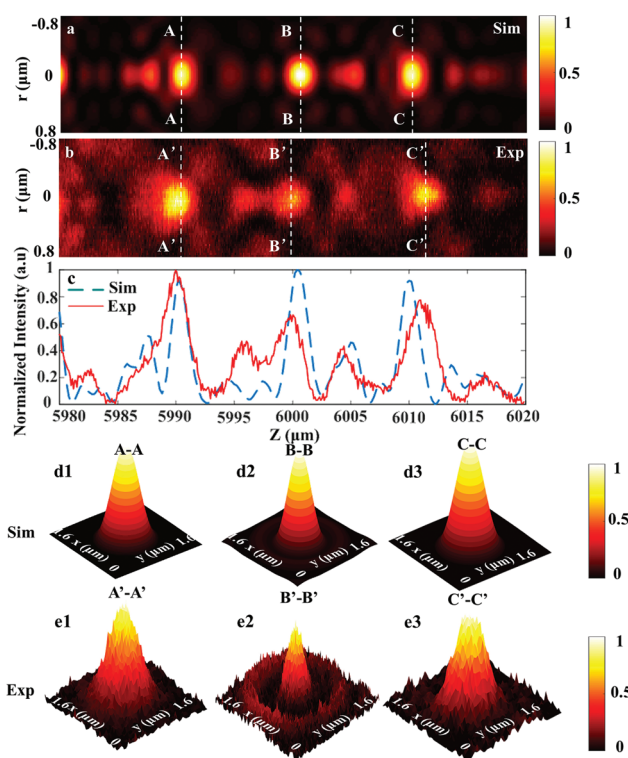 -0.8
a
A
B
C
Sim
1
r (μm)
0
0.5
A
B
C
0.8
0
-0.8
b
A’
B’
C’
Exp
1
r (μm)
0
0.5
A’
B’
C’
0.8
0
Normalized Intensity (a.u)
1
0.8
0.6
0.4
0.2
0
c
Sim
Exp
5980 5985 5990 5995 6000 6005 6010 6015 6020
Z (μm)
A-A
B-B
C-C
d1
d2
d3
1
Sim
0.5
1.6 x (μm)
0
y (μm) 1.6
1.6 x (μm)
0
y (μm) 1.6
1.6 x (μm)
0
y (μm) 1.6
0
A’-A’
B’-B’
C’-C’
e1
e2
e3
1
Exp
0.5
1.6x (μm)
0
y (μm) 1.6
1.6 x (μm)
0
y (μm) 1.6
1.6 x (μm)
0
y (μm) 1.6
0